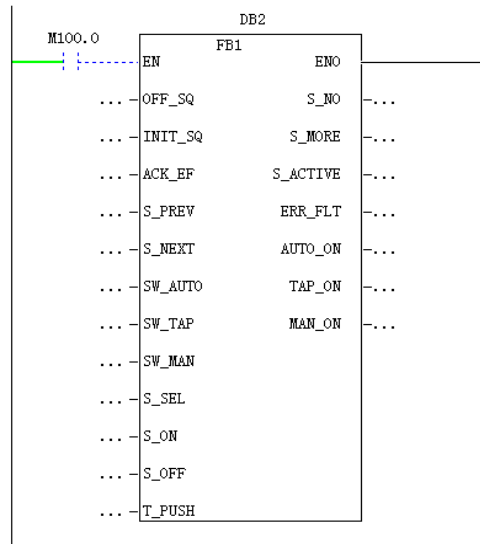 DB2
M100.0
FB1
EN ENO
... OFF_SQ S_NO ...
... INIT_SQ S_MORE ...
... ACK_EF S_ACTIVE ...
... S_PREV ERR_FLT ...
... S_NEXT AUTO_ON ...
... SW_AUTO TAP_ON ...
... SW_TAP MAN_ON ...
... SW_MAN
... S_SEL
... S_ON
... S_OFF
... T_PUSH